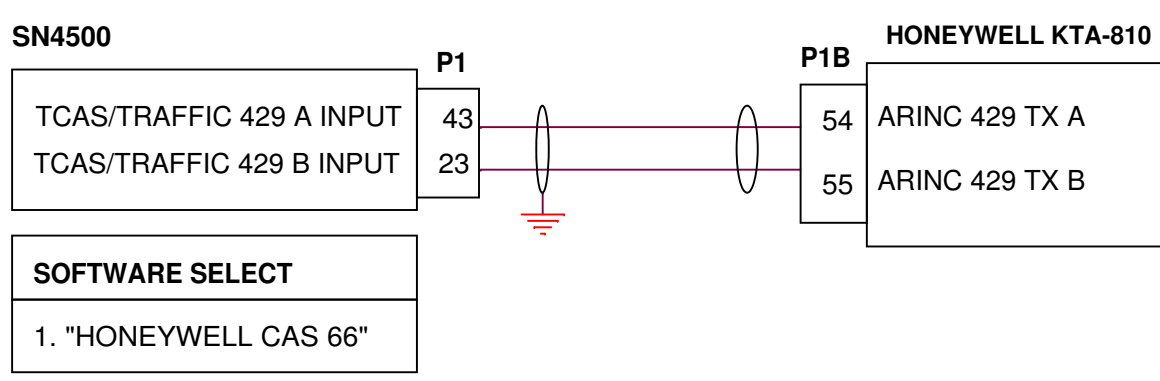 SN4500
P1
TCAS/TRAFFIC 429 A INPUT
43
TCAS/TRAFFIC 429 B INPUT
23
HONEYWELL KTA-810
P1B
54
ARINC 429 TX A
55
ARINC 429 TX B
SOFTWARE SELECT
1. "HONEYWELL CAS 66"